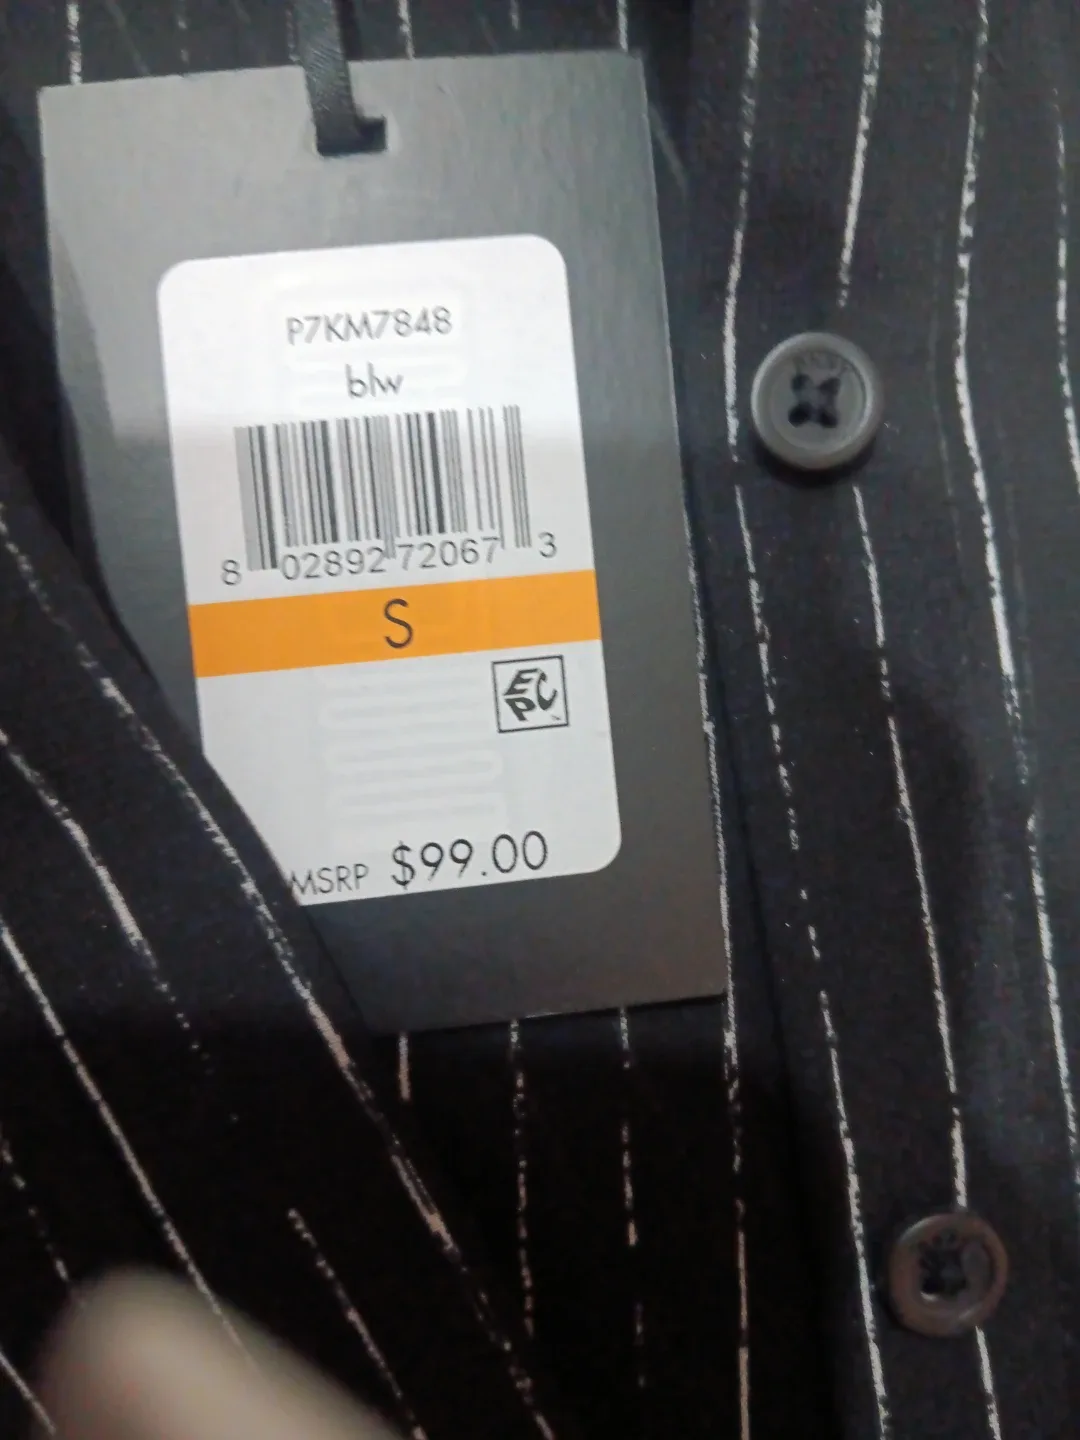 P7KM7848
blw
8 02892 72067 3
S
EPC
MSRP $99.00